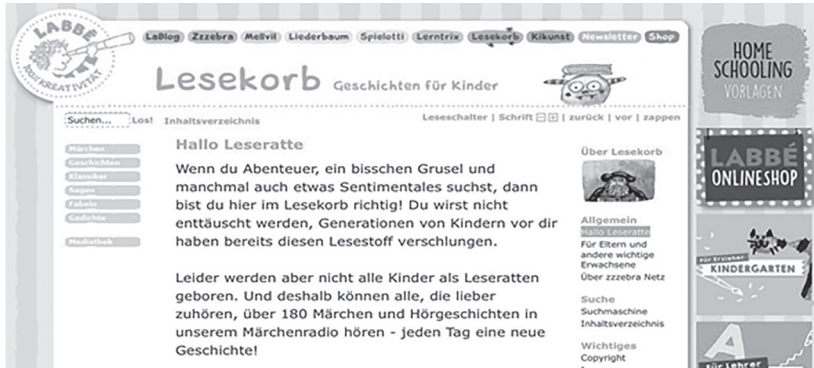 LABBÉ
LaBlog Zzzebra Mellvil Liederbaum Spielotti Lerntrix Lesekorb Kikunst Newsletter Shop
Lesekorb Geschichten für Kinder
Suchen... Los! Inhaltsverzeichnis
Leseschalter | Schrift | zurück | vor | zappen
Märchen
Geschichten
Klassiker
Sagen
Fabeln
Gedichte
Mediathek
Hallo Leseratte
Wenn du Abenteuer, ein bisschen Grusel und
manchmal auch etwas Sentimentales suchst, dann
bist du hier im Lesekorb richtig! Du wirst nicht
enttäuscht werden, Generationen von Kindern vor dir
haben bereits diesen Lesestoff verschlungen.
Leider werden aber nicht alle Kinder als Leseratten
geboren. Und deshalb können alle, die lieber
zuhören, über 180 Märchen und Hörgeschichten in
unserem Märchenradio hören - jeden Tag eine neue
Geschichte!
Über Lesekorb
Allgemein
Hallo Leseratte
Für Eltern und
andere wichtige
Erwachsene
Über zzzebra Netz
Suche
Suchmaschine
Inhaltsverzeichnis
Wichtiges
Copyright
HOME
SCHOOLING
VORLAGEN
LABBÉ
ONLINESHOP
Für Erzieher
KINDERGARTEN
A
Für Lehrer